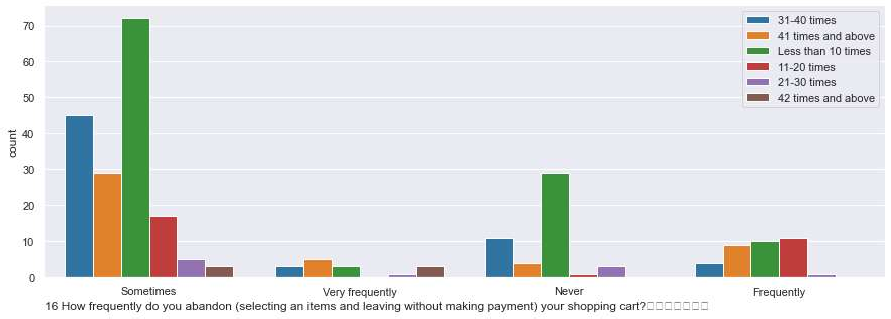 70
60
50
40
30
20
10
0
count
31-40 times
41 times and above
Less than 10 times
11-20 times
21-30 times
42 times and above
Sometimes Very frequently Never Frequently
16 How frequently do you abandon (selecting an items and leaving without making payment) your shopping cart?□□□□□□□